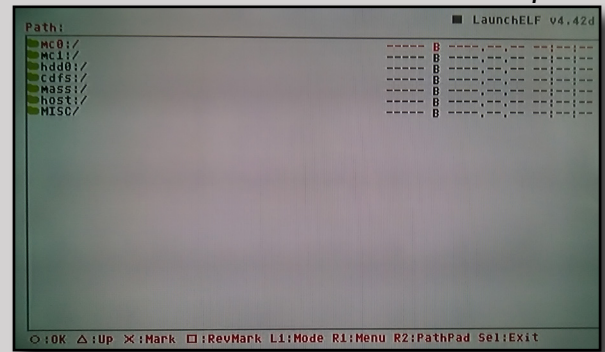 LaunchELF v4.42d
Path:
mc0:/ ----- B ----.--.-- --:--:--
mc1:/ ----- B ----.--.-- --:--:--
hdd0:/ ----- B ----.--.-- --:--:--
cdfs:/ ----- B ----.--.-- --:--:--
mass:/ ----- B ----.--.-- --:--:--
host:/ ----- B ----.--.-- --:--:--
MISC/ ----- B ----.--.-- --:--:--
○:OK △:Up ×:Mark □:RevMark L1:Mode R1:Menu R2:PathPad Sel:Exit